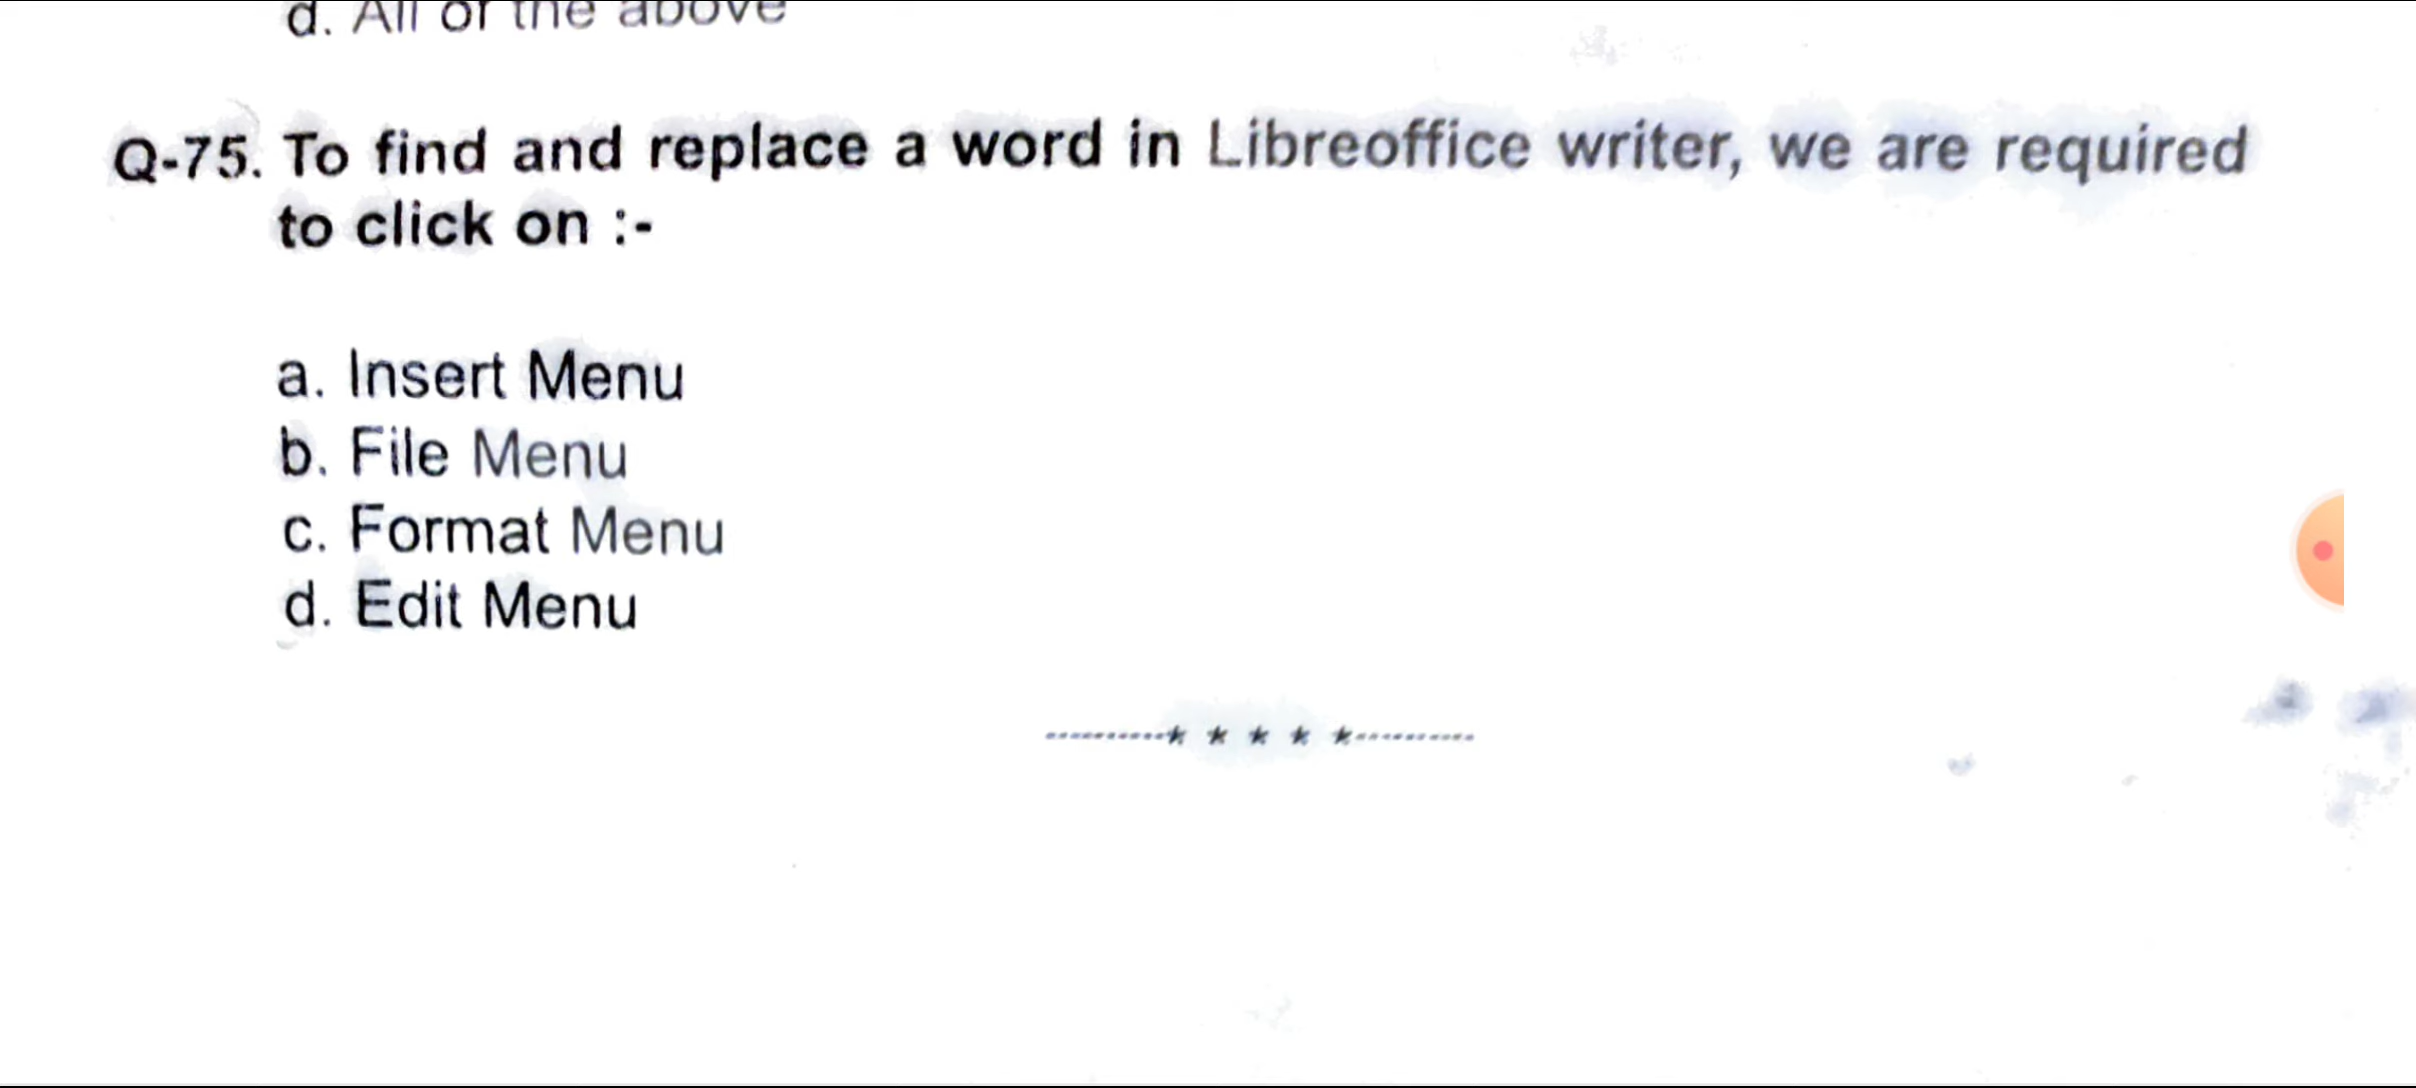 d. All of the above
Q-75. To find and replace a word in Libreoffice writer, we are required
to click on :-
a. Insert Menu
b. File Menu
c. Format Menu
d. Edit Menu
-----------* * * * *-----------